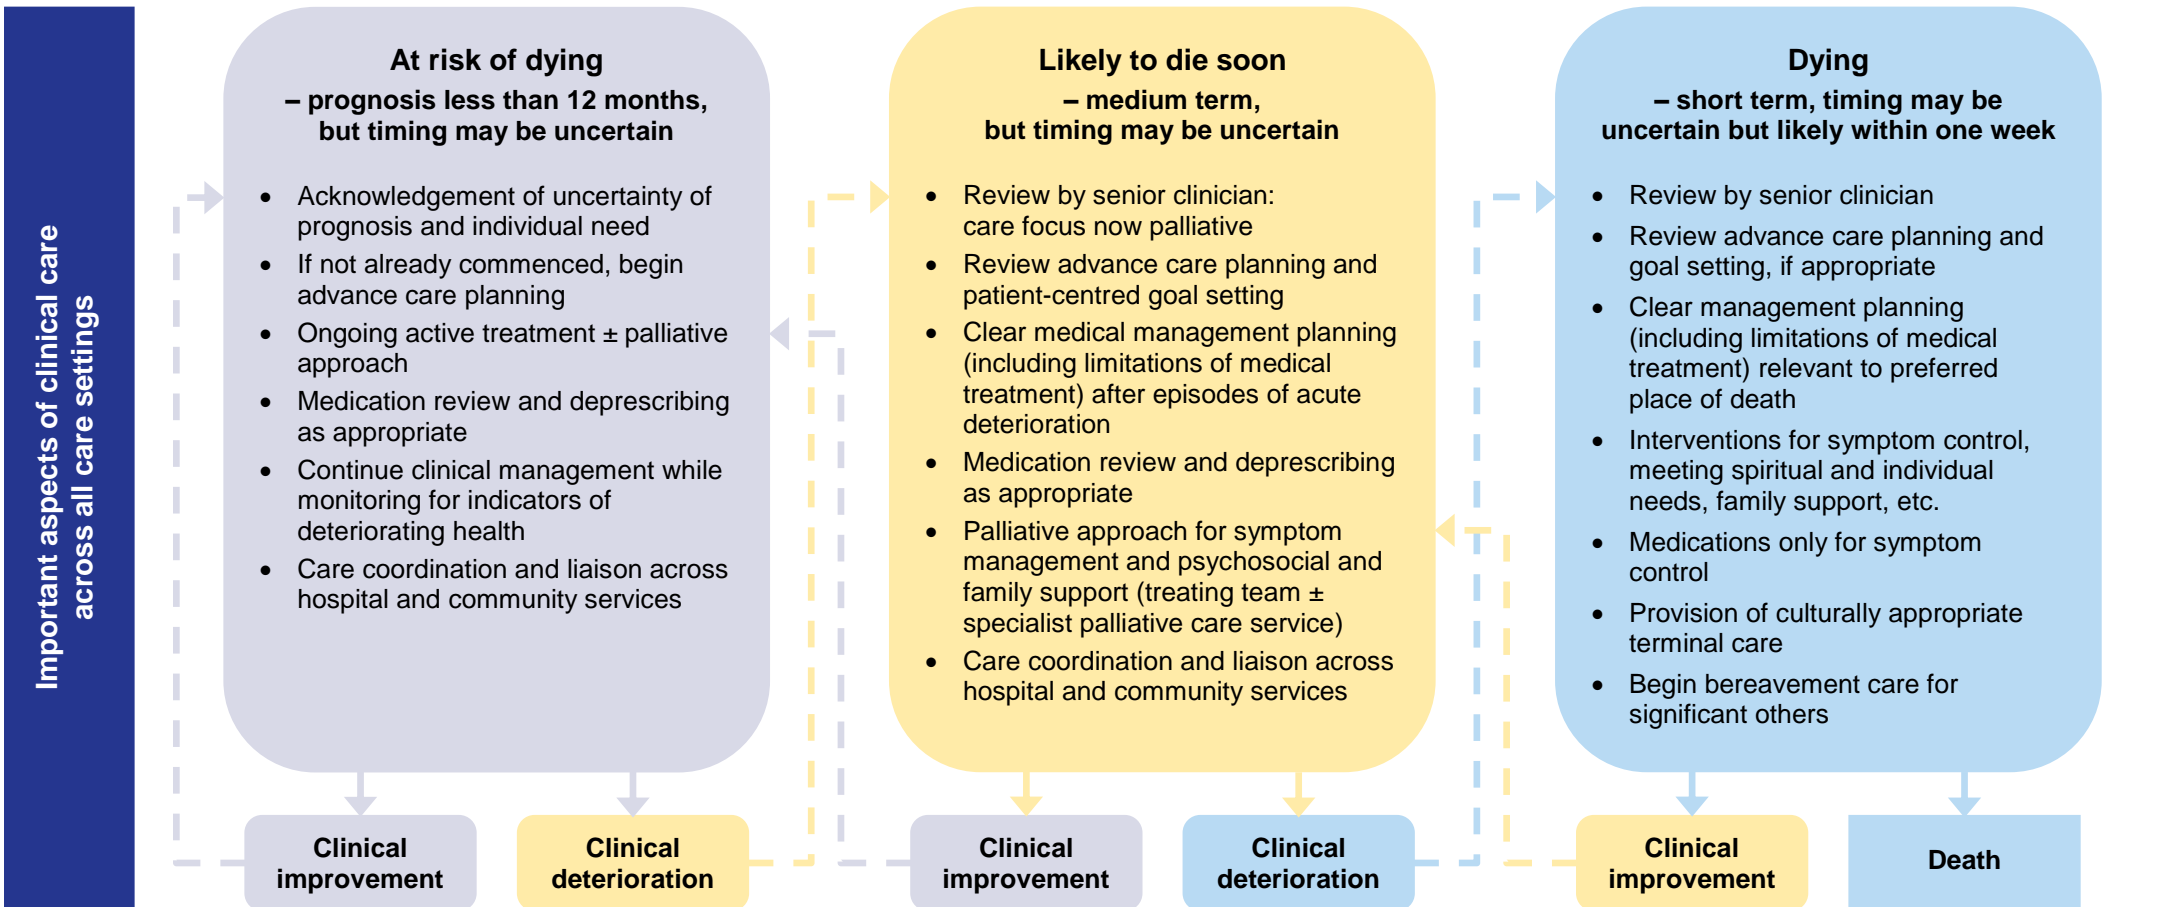 Important aspects of clinical care
across all care settings
At risk of dying
– prognosis less than 12 months,
but timing may be uncertain
• Acknowledgement of uncertainty of
prognosis and individual need
• If not already commenced, begin
advance care planning
• Ongoing active treatment ± palliative
approach
• Medication review and deprescribing
as appropriate
• Continue clinical management while
monitoring for indicators of
deteriorating health
• Care coordination and liaison across
hospital and community services
Clinical
improvement
Clinical
deterioration
Likely to die soon
– medium term,
but timing may be uncertain
• Review by senior clinician:
care focus now palliative
• Review advance care planning and
patient-centred goal setting
• Clear medical management planning
(including limitations of medical
treatment) after episodes of acute
deterioration
• Medication review and deprescribing
as appropriate
• Palliative approach for symptom
management and psychosocial and
family support (treating team ±
specialist palliative care service)
• Care coordination and liaison across
hospital and community services
Clinical
improvement
Clinical
deterioration
Dying
– short term, timing may be
uncertain but likely within one week
• Review by senior clinician
• Review advance care planning and
goal setting, if appropriate
• Clear management planning
(including limitations of medical
treatment) relevant to preferred
place of death
• Interventions for symptom control,
meeting spiritual and individual
needs, family support, etc.
• Medications only for symptom
control
• Provision of culturally appropriate
terminal care
• Begin bereavement care for
significant others
Clinical
improvement
Death